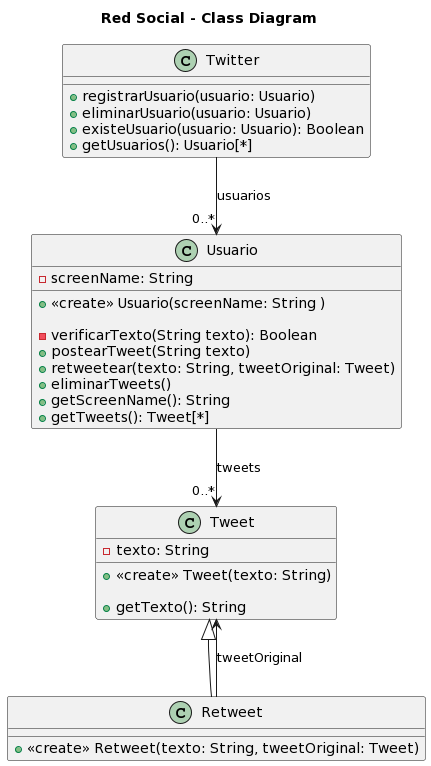 Red Social - Class Diagram
C Twitter
registrarUsuario(usuario: Usuario)
eliminarUsuario(usuario: Usuario)
existeUsuario(usuario: Usuario): Boolean
getUsuarios(): Usuario[*]
usuarios
0..*
C Usuario
screenName: String
«create» Usuario(screenName: String )
verificarTexto(String texto): Boolean
postearTweet(String texto)
retweetear(texto: String, tweetOriginal: Tweet)
eliminarTweets()
getScreenName(): String
getTweets(): Tweet[*]
tweets
0..*
C Tweet
texto: String
«create» Tweet(texto: String)
getTexto(): String
tweetOriginal
C Retweet
«create» Retweet(texto: String, tweetOriginal: Tweet)